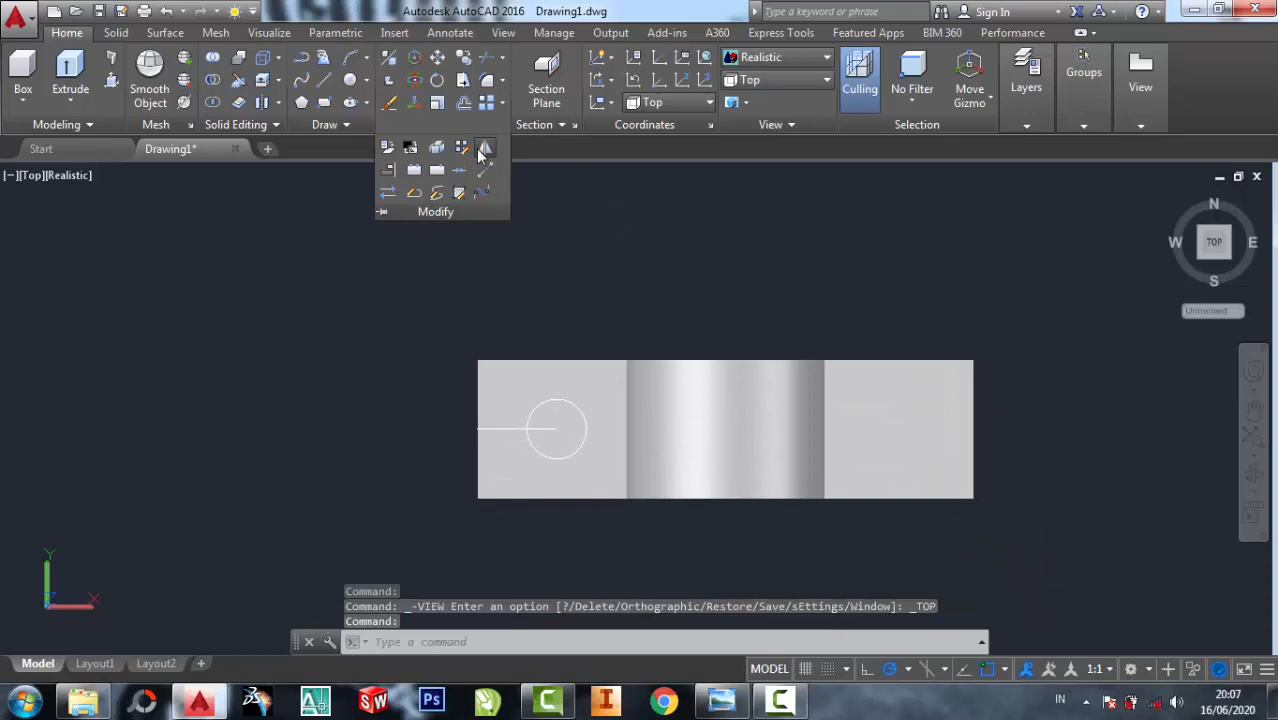 Autodesk AutoCAD 2016 Drawing1.dwg
Type a keyword or phrase
Sign In
Home Solid Surface Mesh Visualize Parametric Insert Annotate View Manage Output Add-ins A360 Express Tools Featured Apps BIM 360 Performance
Realistic
Top
Top
Box
Extrude
Smooth
Object
Section
Plane
Culling
No Filter
Move
Gizmo
Layers
Groups
View
Modeling Mesh Solid Editing Draw Section Coordinates View Selection
Start
Drawing1*
Modify
[−][Top][Realistic]
N
W
TOP
E
S
Unnamed
Y
X
Command:
Command: _-VIEW Enter an option [?/Delete/Orthographic/Restore/Save/sEttings/Window]: _TOP
Command:
Type a command
Model Layout1 Layout2
MODEL
1:1
SW
Ps
IN
20:07
16/06/2020